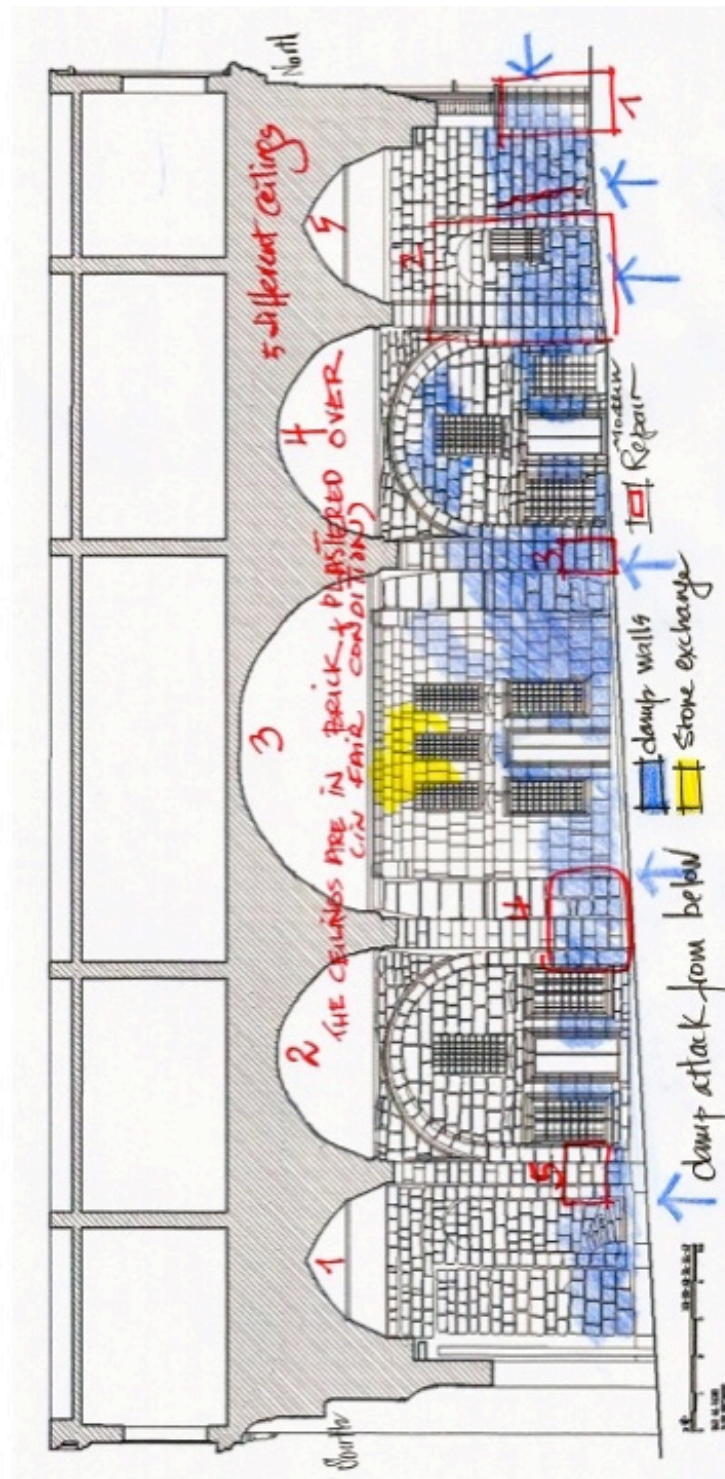 North
South
5 different ceilings
1
2
3
4
5
THE CEILINGS ARE IN BRICK & PLASTERED OVER
(IN FAIR CONDITION)
1
2
3
4
5
Modern
Repair
damp walls
Stone exchange
damp attack from below